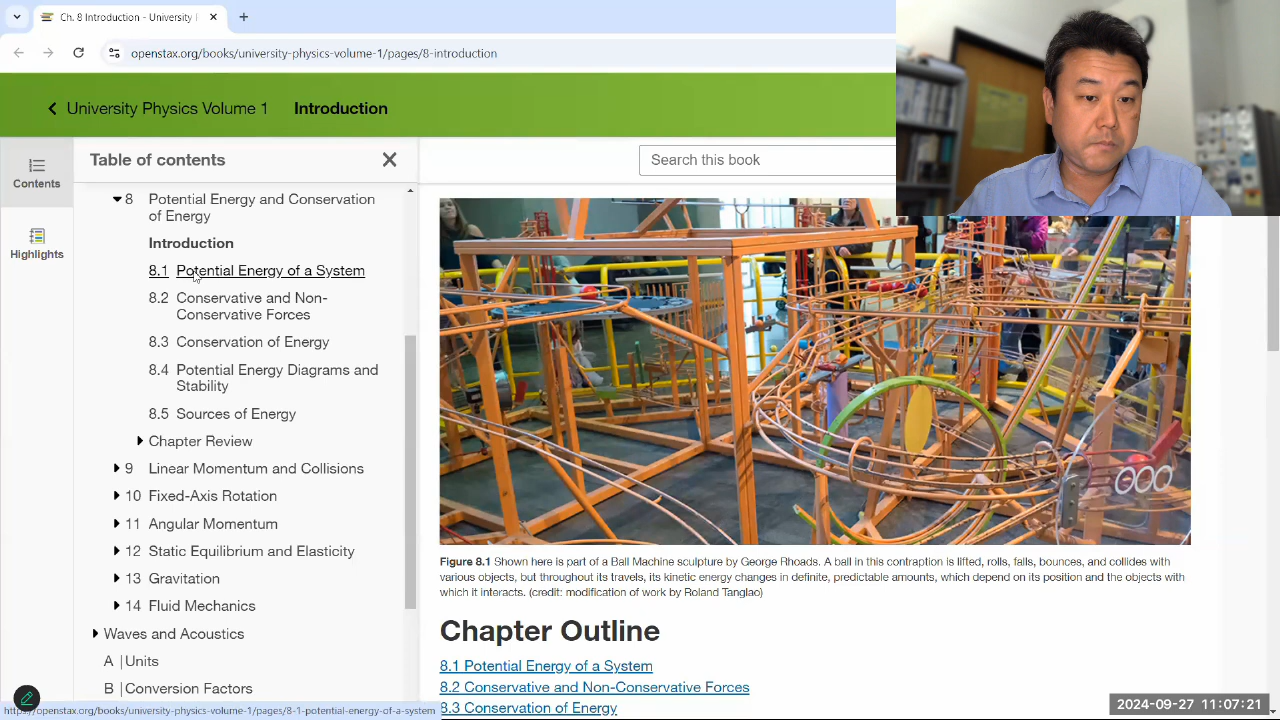 Ch. 8 Introduction - University P
openstax.org/books/university-physics-volume-1/pages/8-introduction
University Physics Volume 1 Introduction
Contents
Highlights
Table of contents
Search this book
8 Potential Energy and Conservation
of Energy
Introduction
8.1 Potential Energy of a System
8.2 Conservative and Non-
Conservative Forces
8.3 Conservation of Energy
8.4 Potential Energy Diagrams and
Stability
8.5 Sources of Energy
Chapter Review
9 Linear Momentum and Collisions
10 Fixed-Axis Rotation
11 Angular Momentum
12 Static Equilibrium and Elasticity
13 Gravitation
14 Fluid Mechanics
Waves and Acoustics
A | Units
B | Conversion Factors
Figure 8.1 Shown here is part of a Ball Machine sculpture by George Rhoads. A ball in this contraption is lifted, rolls, falls, bounces, and collides with
various objects, but throughout its travels, its kinetic energy changes in definite, predictable amounts, which depend on its position and the objects with
which it interacts. (credit: modification of work by Roland Tanglao)
Chapter Outline
8.1 Potential Energy of a System
8.2 Conservative and Non-Conservative Forces
8.3 Conservation of Energy
https://openstax.org/books/university-physics-volume-1/pages/8-1-potential-energy-of-a-system
2024-09-27 11:07:21